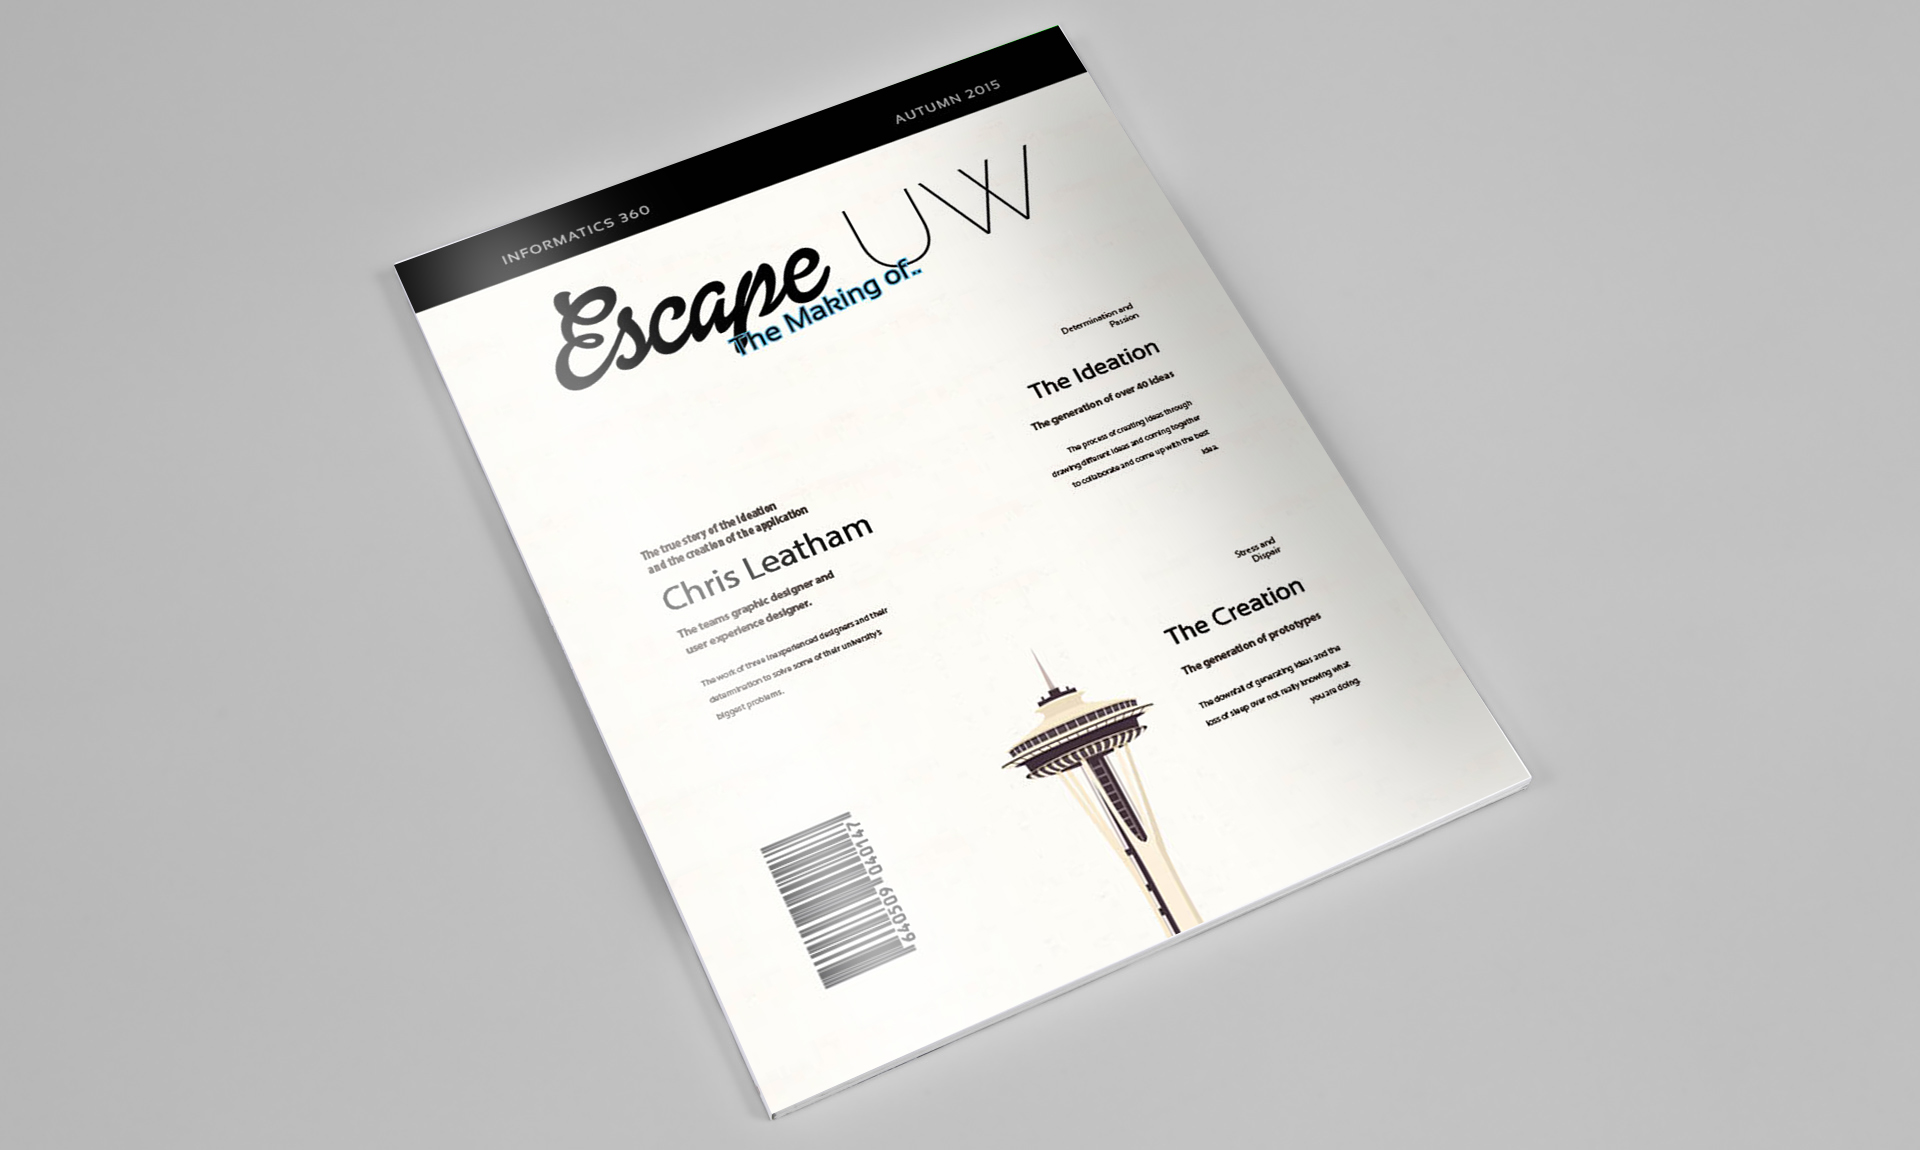 INFORMATICS 360
AUTUMN 2015
Escape UW
The Making of..
Determination and
Passion
The Ideation
The generation of over 40 ideas
The process of creating ideas through
drawing different ideas and coming together
to collaborate and come up with the best
idea.
The true story of the ideation
and the creation of the application
Chris Leatham
The teams graphic designer and
user experience designer.
The work of three inexperienced designers and their
determination to solve some of their university's
biggest problems.
Stress and
Dispair
The Creation
The generation of prototypes
The downfall of generating ideas and the
loss of sleep over not really knowing what
you are doing.
640509 040147